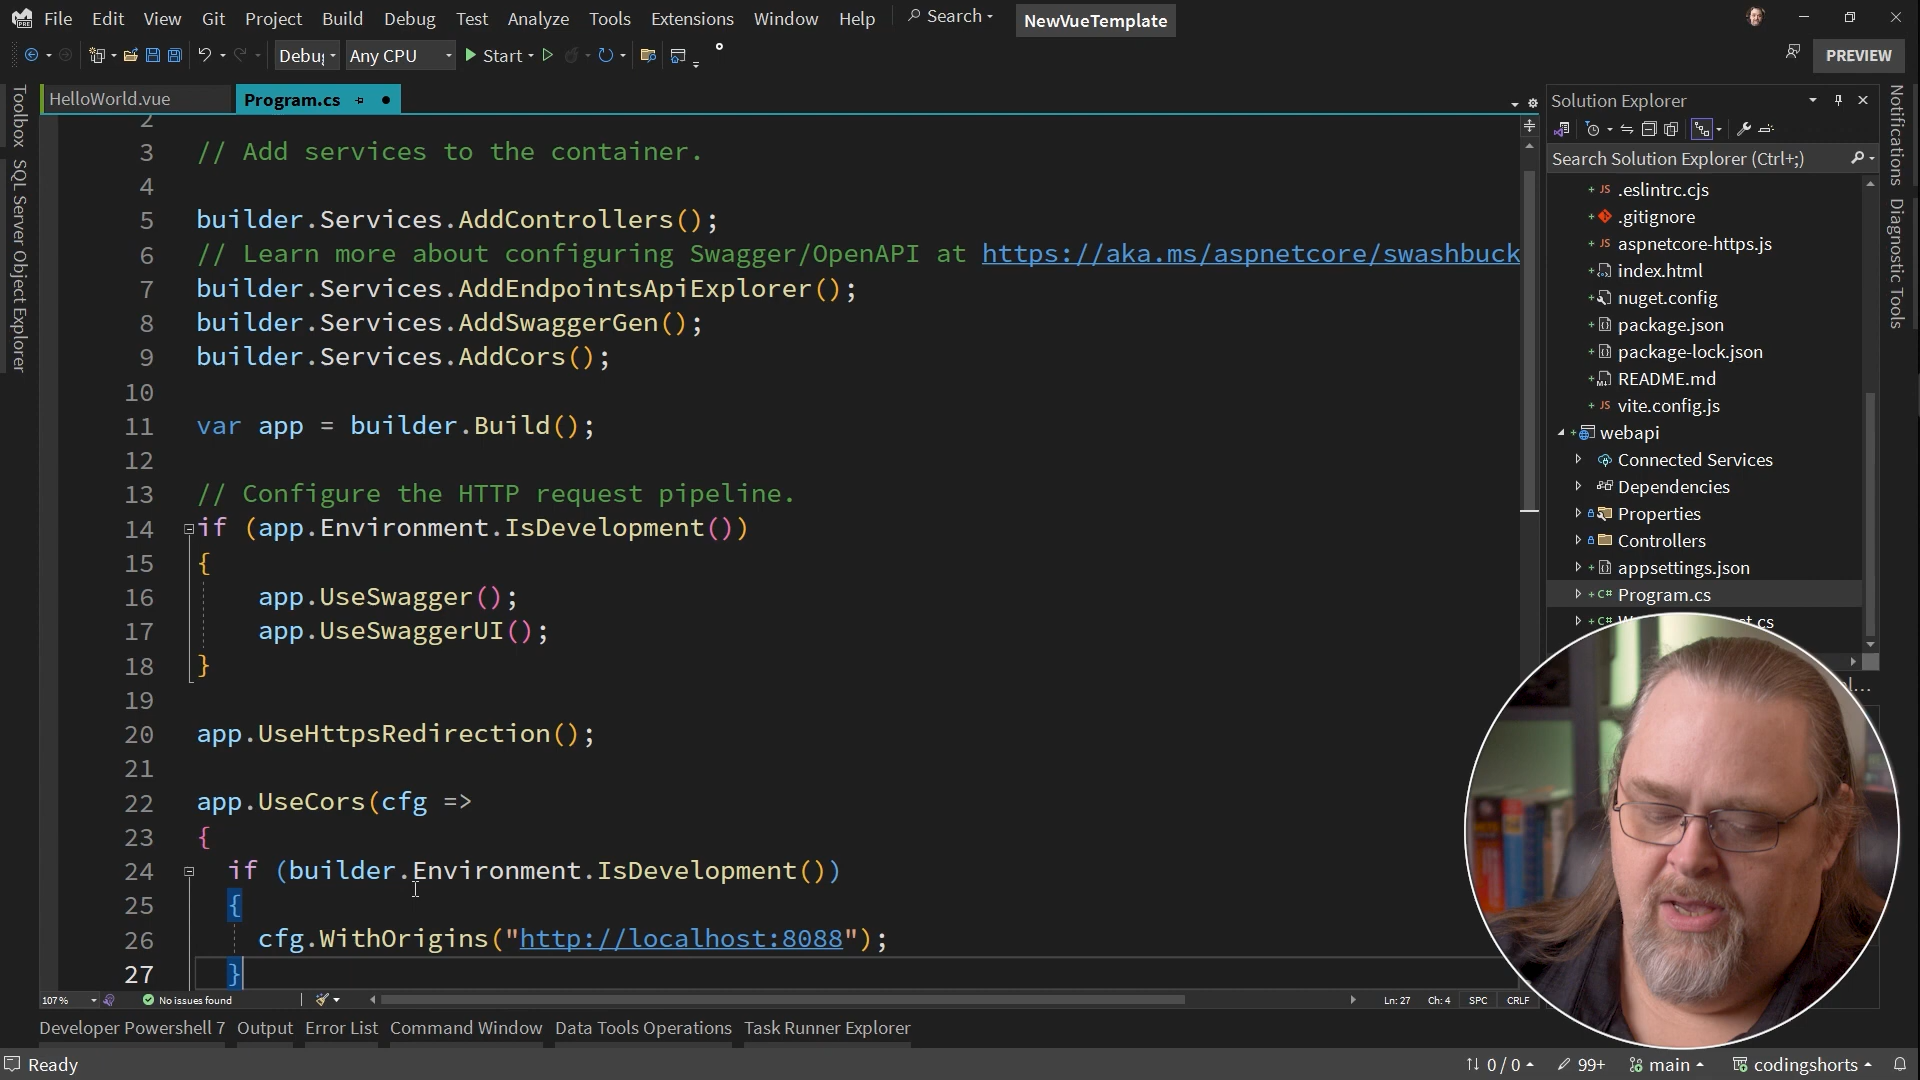 File Edit View Git Project Build Debug Test Analyze Tools Extensions Window Help Search NewVueTemplate
Debug Any CPU Start PREVIEW
HelloWorld.vue Program.cs
2
3 // Add services to the container.
4
5 builder.Services.AddControllers();
6 // Learn more about configuring Swagger/OpenAPI at https://aka.ms/aspnetcore/swashbuck
7 builder.Services.AddEndpointsApiExplorer();
8 builder.Services.AddSwaggerGen();
9 builder.Services.AddCors();
10
11 var app = builder.Build();
12
13 // Configure the HTTP request pipeline.
14 if (app.Environment.IsDevelopment())
15 {
16 app.UseSwagger();
17 app.UseSwaggerUI();
18 }
19
20 app.UseHttpsRedirection();
21
22 app.UseCors(cfg =>
23 {
24 if (builder.Environment.IsDevelopment())
25 {
26 cfg.WithOrigins("http://localhost:8088");
27 }
107 % No issues found Ln: 27 Ch: 4 SPC CRLF
Developer Powershell 7 Output Error List Command Window Data Tools Operations Task Runner Explorer
Ready 0 / 0 99+ main codingshorts
Toolbox
SQL Server Object Explorer
Solution Explorer
Search Solution Explorer (Ctrl+;)
JS .eslintrc.cjs
.gitignore
JS aspnetcore-https.js
index.html
nuget.config
package.json
package-lock.json
README.md
JS vite.config.js
webapi
Connected Services
Dependencies
Properties
Controllers
appsettings.json
C# Program.cs
C#
Notifications
Diagnostic Tools